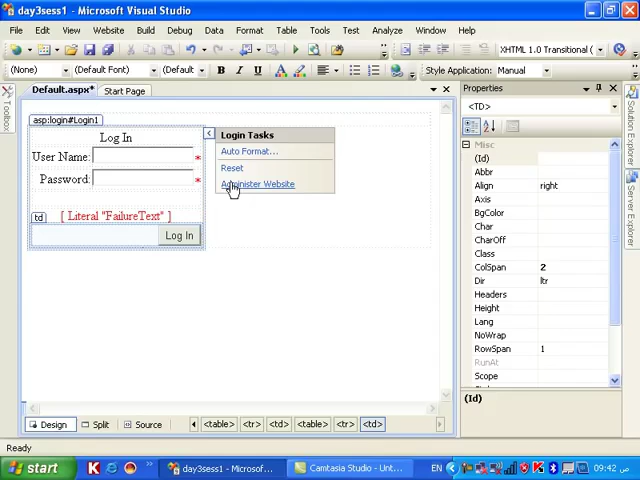 day3sess1 - Microsoft Visual Studio
File Edit View Website Build Debug Data Format Table Tools Test Analyze Window Help
XHTML 1.0 Transitional (
(None) (Default Font) (Default B I U A Style Application: Manual
Default.aspx* Start Page
Toolbox
asp:login#Login1
Log In
User Name: *
Password: *
td [ Literal "FailureText" ]
Log In
Login Tasks
Auto Format...
Reset
Administer Website
Properties
<TD>
Misc
(Id)
Abbr
Align right
Axis
BgColor
Char
CharOff
Class
ColSpan 2
Dir ltr
Headers
Height
Lang
NoWrap
RowSpan 1
RunAt
Scope
(Id)
Solution Explorer
Server Explorer
Design Split Source <table> <tr> <td> <table> <tr> <td>
Ready
start K day3sess1 - Microsof... Camtasia Studio - Unt... EN 09:42 ص